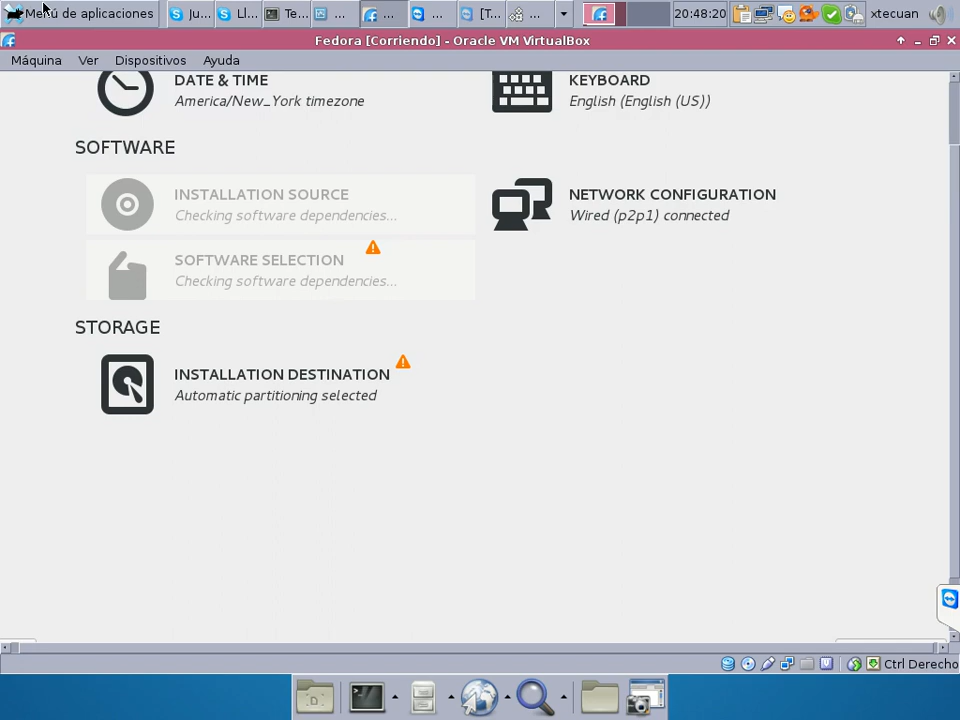 Menú de aplicaciones
Ju...
Ll...
Te...
...
...
...
[T...
...
20:48:20
xtecuan
Fedora [Corriendo] - Oracle VM VirtualBox
Máquina Ver Dispositivos Ayuda
DATE & TIME
America/New_York timezone
KEYBOARD
English (English (US))
SOFTWARE
INSTALLATION SOURCE
Checking software dependencies...
NETWORK CONFIGURATION
Wired (p2p1) connected
SOFTWARE SELECTION
Checking software dependencies...
STORAGE
INSTALLATION DESTINATION
Automatic partitioning selected
Ctrl Derecho